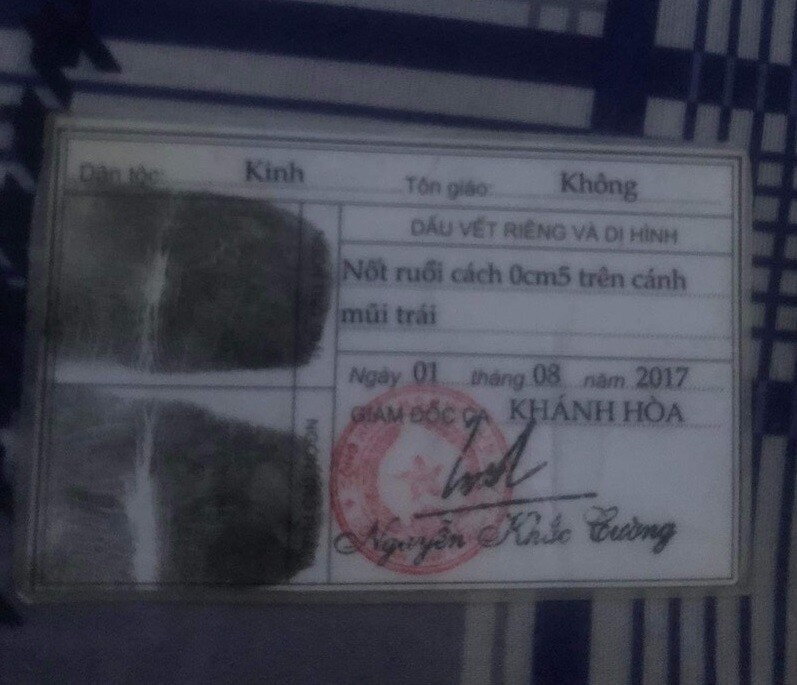 Dân tộc: Kinh Tôn giáo: Không
DẤU VẾT RIÊNG VÀ DỊ HÌNH
Nốt ruồi cách 0cm5 trên cánh
mũi trái
Ngày 01 tháng 08 năm 2017
GIÁM ĐỐC CA KHÁNH HÒA
Nguyễn Khắc Cường